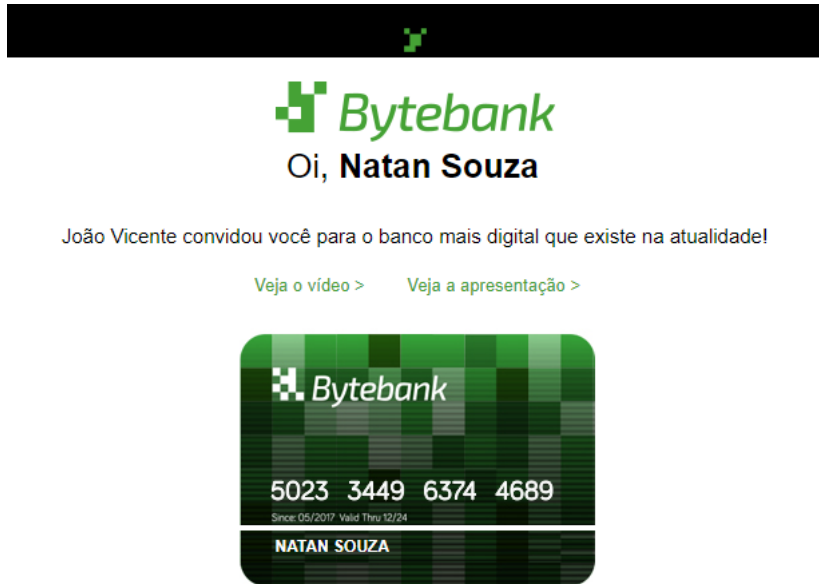 Bytebank
Oi, Natan Souza
João Vicente convidou você para o banco mais digital que existe na atualidade!
Veja o vídeo > Veja a apresentação >
Bytebank
5023 3449 6374 4689
Since: 05/2017 Valid Thru 12/24
NATAN SOUZA